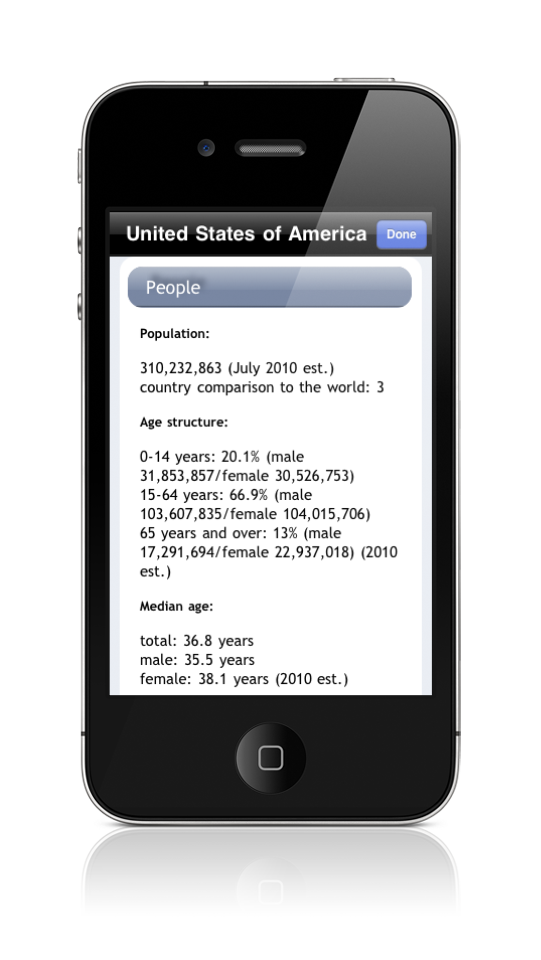 United States of America
Done
People
Population:
310,232,863 (July 2010 est.)
country comparison to the world: 3
Age structure:
0-14 years: 20.1% (male
31,853,857/female 30,526,753)
15-64 years: 66.9% (male
103,607,835/female 104,015,706)
65 years and over: 13% (male
17,291,694/female 22,937,018) (2010
est.)
Median age:
total: 36.8 years
male: 35.5 years
female: 38.1 years (2010 est.)